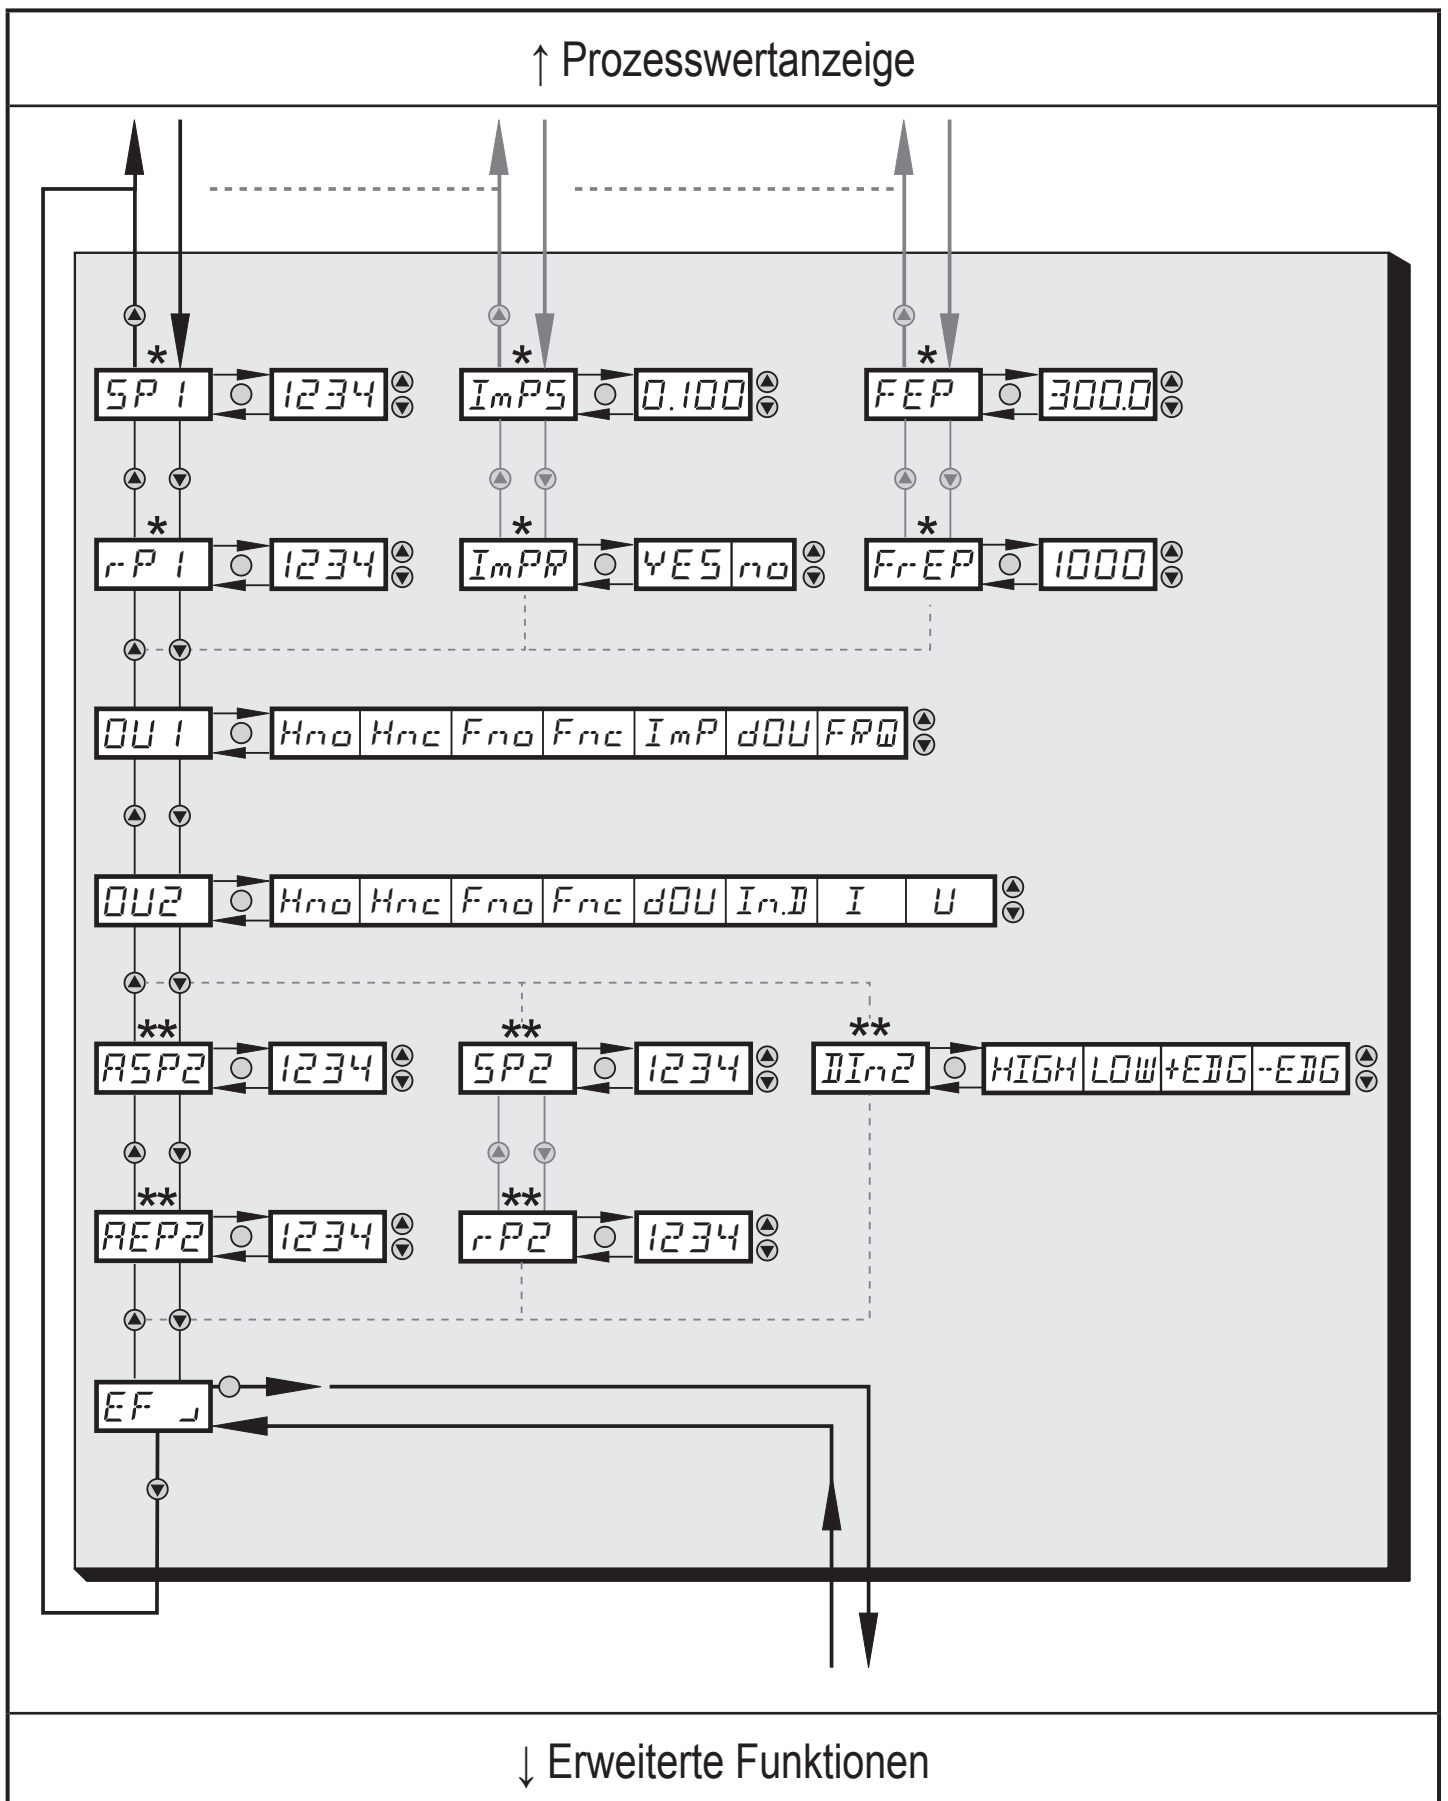 ↑ Prozesswertanzeige
* * *
SP1 1234 ImPS 0.100 FEP 300.0
* * *
rP1 1234 ImPR YES no FrEP 1000
OU1 Hno Hnc Fno Fnc ImP dOU FRQ
OU2 Hno Hnc Fno Fnc dOU In.D I U
** ** **
ASP2 1234 SP2 1234 DIn2 HIGH LOW +EDG -EDG
** **
AEP2 1234 rP2 1234
EF
↓ Erweiterte Funktionen